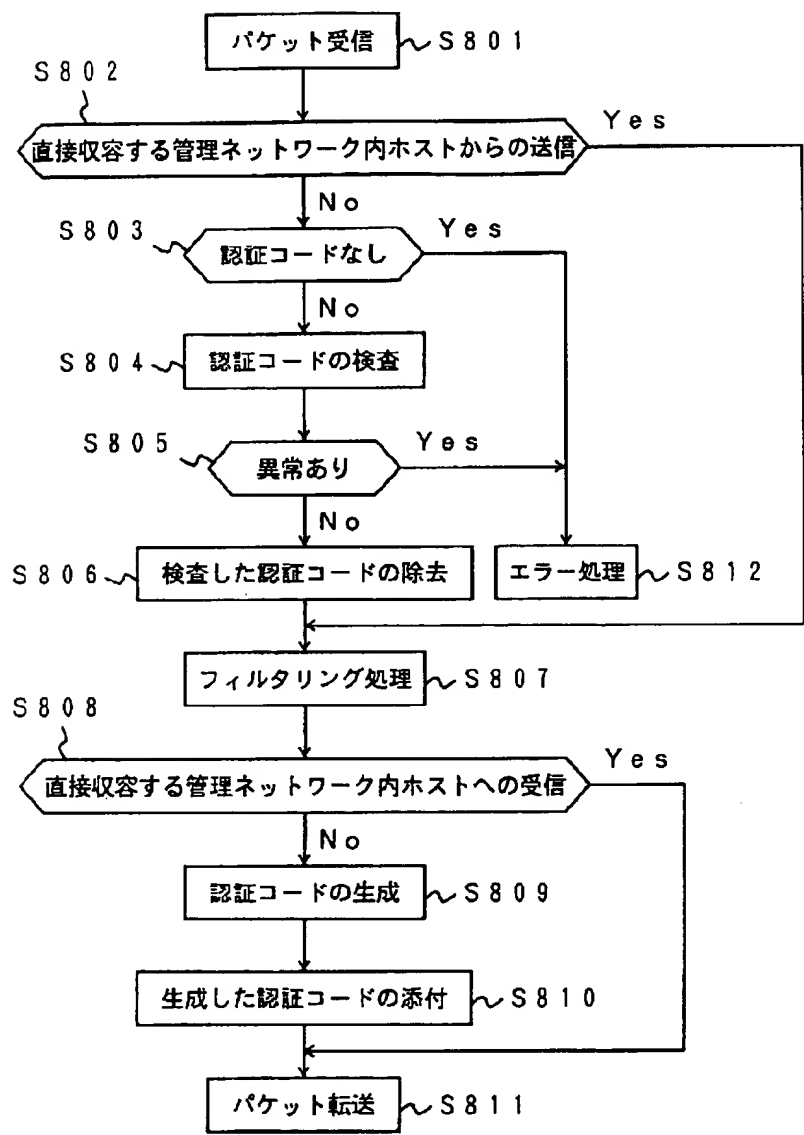 パケット受信 S801
S802
Yes
直接収容する管理ネットワーク内ホストからの送信
No
S803
Yes
認証コードなし
No
S804 認証コードの検査
S805
Yes
異常あり
No
S806 検査した認証コードの除去
エラー処理 S812
フィルタリング処理 S807
S808
Yes
直接収容する管理ネットワーク内ホストへの受信
No
認証コードの生成 S809
生成した認証コードの添付 S810
パケット転送 S811